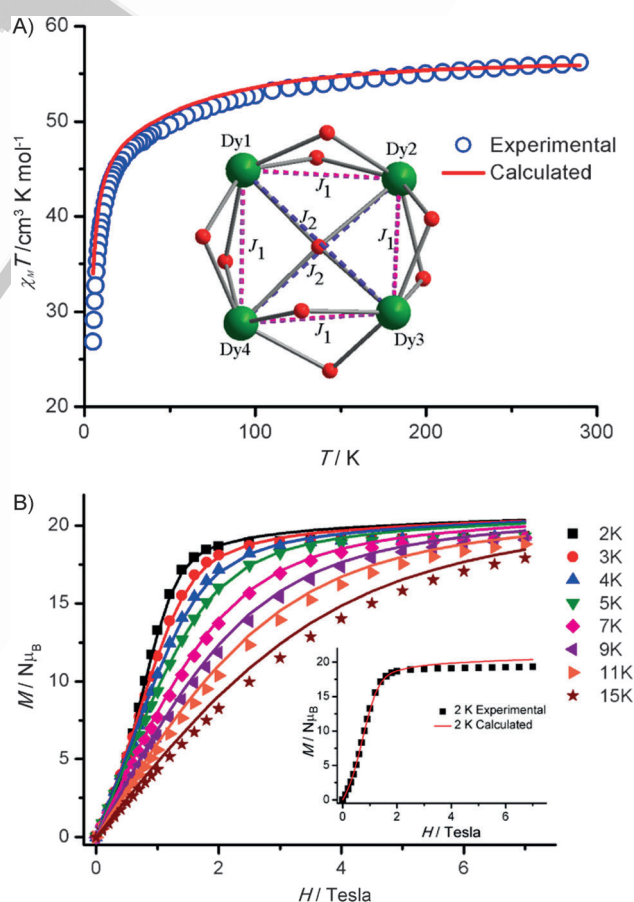 A)
60
50
40
30
20
χMT/cm³ K mol⁻¹
Experimental
Calculated
Dy1
Dy2
Dy3
Dy4
J1
J1
J1
J1
J2
J2
0
100
200
300
T / K
B)
20
15
10
5
0
M / NμB
0
2
4
6
H / Tesla
2K
3K
4K
5K
7K
9K
11K
15K
20
15
10
5
0
M / NμB
2 K Experimental
2 K Calculated
0
2
4
6
H / Tesla